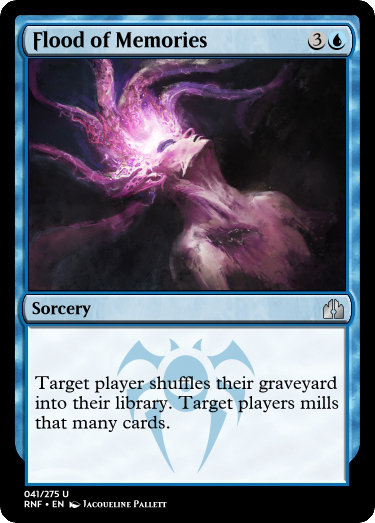 Flood of Memories 3
Sorcery
Target player shuffles their graveyard
into their library. Target players mills
that many cards.
041/275 U
RNF • EN Jacqueline Pallett